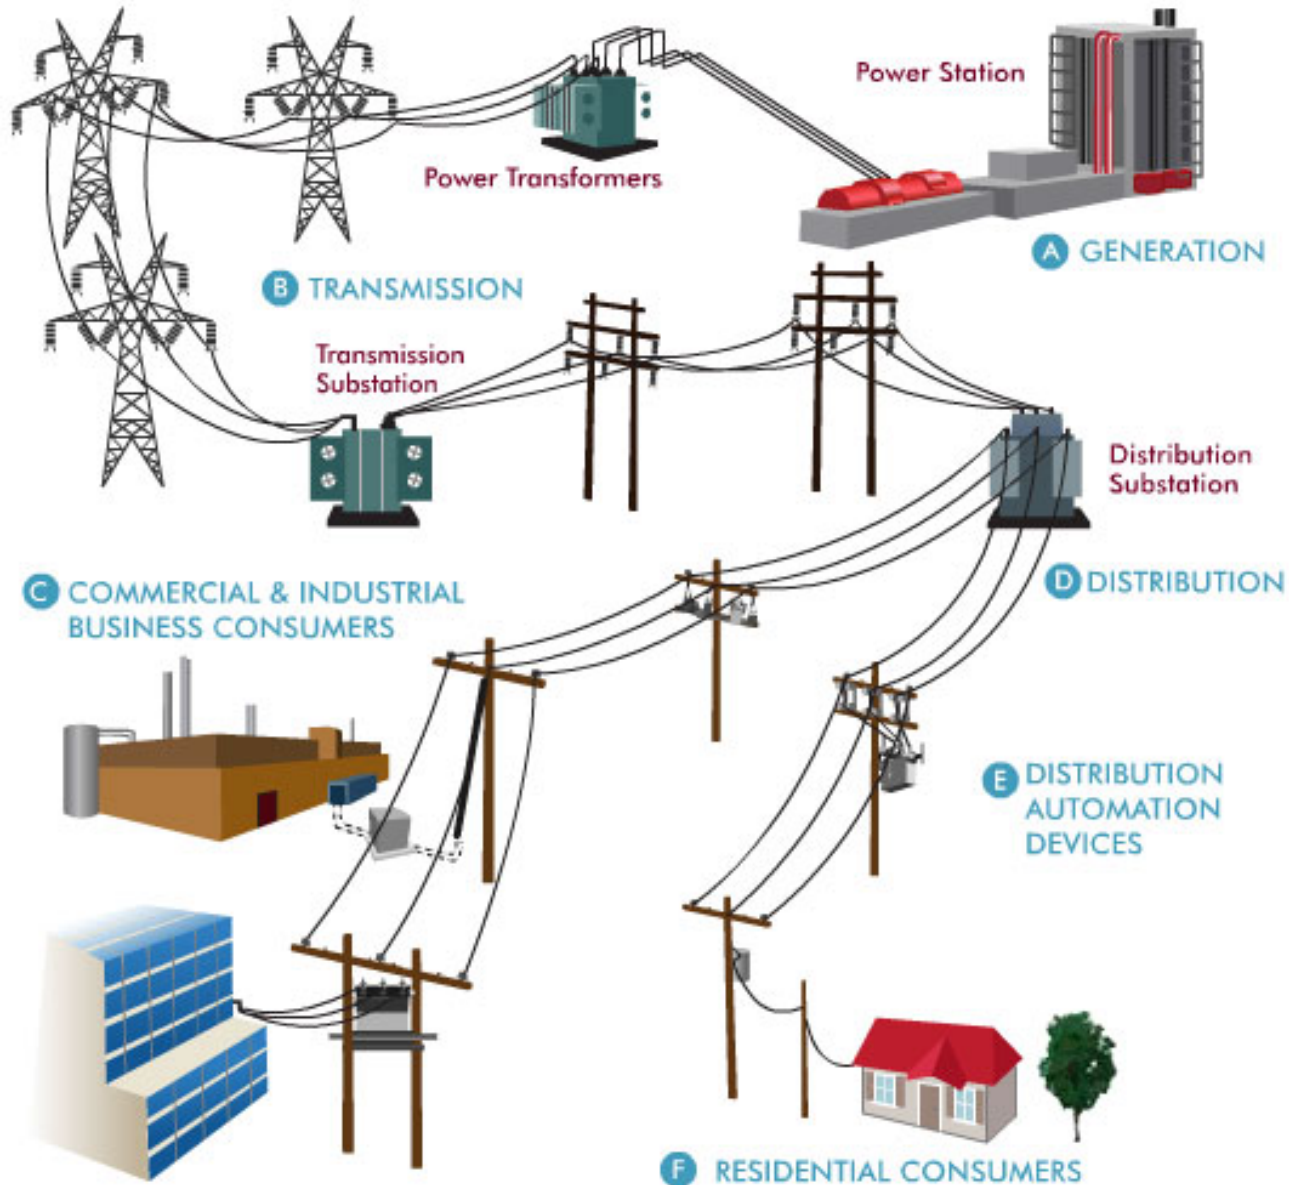 Power Station
Power Transformers
A GENERATION
B TRANSMISSION
Transmission
Substation
Distribution
Substation
C COMMERCIAL & INDUSTRIAL
BUSINESS CONSUMERS
D DISTRIBUTION
E DISTRIBUTION
AUTOMATION
DEVICES
F RESIDENTIAL CONSUMERS